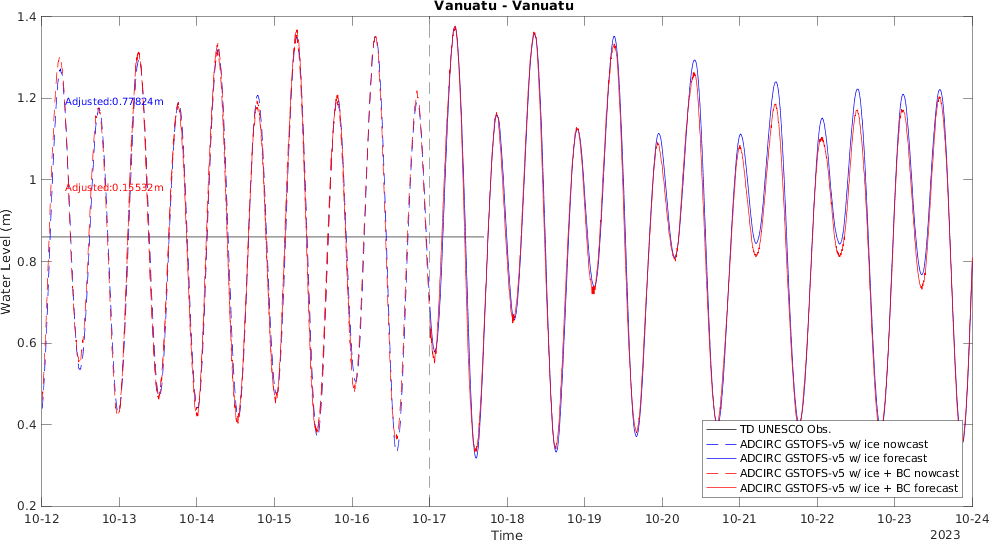 Vanuatu - Vanuatu
Water Level (m)
1.4
1.2
1
0.8
0.6
0.4
0.2
Adjusted:0.77824m
Adjusted:0.15532m
TD UNESCO Obs.
ADCIRC GSTOFS-v5 w/ ice nowcast
ADCIRC GSTOFS-v5 w/ ice forecast
ADCIRC GSTOFS-v5 w/ ice + BC nowcast
ADCIRC GSTOFS-v5 w/ ice + BC forecast
10-12 10-13 10-14 10-15 10-16 10-17 10-18 10-19 10-20 10-21 10-22 10-23 10-24
Time
2023